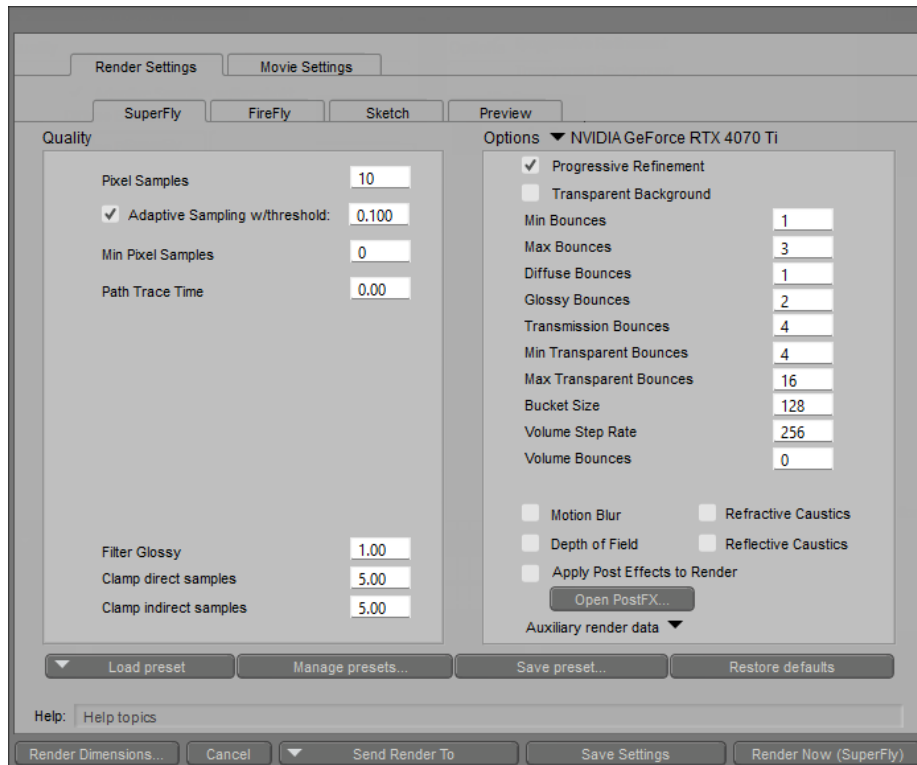 Render Settings
Movie Settings
SuperFly
FireFly
Sketch
Preview
Quality
Pixel Samples 10
Adaptive Sampling w/threshold: 0.100
Min Pixel Samples 0
Path Trace Time 0.00
Filter Glossy 1.00
Clamp direct samples 5.00
Clamp indirect samples 5.00
Options NVIDIA GeForce RTX 4070 Ti
Progressive Refinement
Transparent Background
Min Bounces 1
Max Bounces 3
Diffuse Bounces 1
Glossy Bounces 2
Transmission Bounces 4
Min Transparent Bounces 4
Max Transparent Bounces 16
Bucket Size 128
Volume Step Rate 256
Volume Bounces 0
Motion Blur Refractive Caustics
Depth of Field Reflective Caustics
Apply Post Effects to Render
Open PostFX...
Auxiliary render data
Load preset
Manage presets...
Save preset...
Restore defaults
Help: Help topics
Render Dimensions...
Cancel
Send Render To
Save Settings
Render Now (SuperFly)